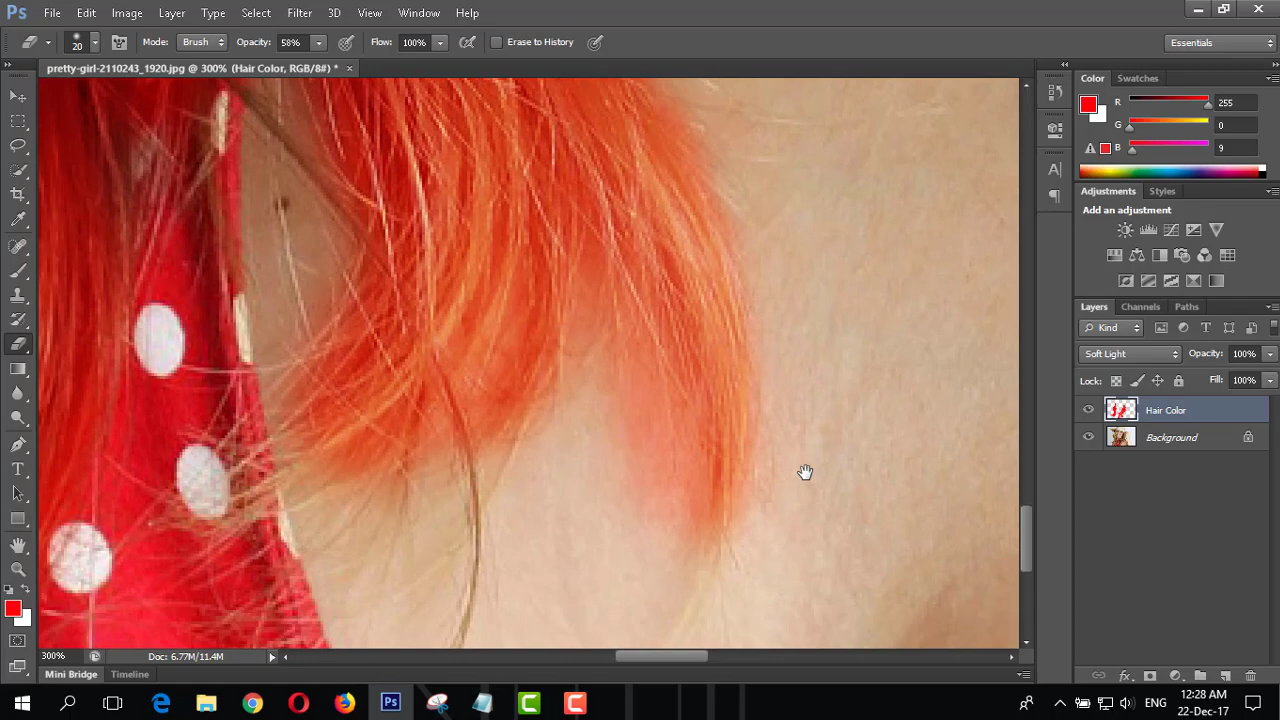 Ps File Edit Image Layer Type Select Filter 3D View Window Help
20 Mode: Brush Opacity: 58% Flow: 100% Erase to History Essentials
pretty-girl-2110243_1920.jpg @ 300% (Hair Color, RGB/8#) *
Color Swatches
R 255
G 0
B 9
Adjustments Styles
Add an adjustment
Layers Channels Paths
Kind
Soft Light Opacity: 100%
Lock: Fill: 100%
Hair Color
Background
300% Doc: 6.77M/11.4M
Mini Bridge Timeline
Ps ENG 12:28 AM
22-Dec-17